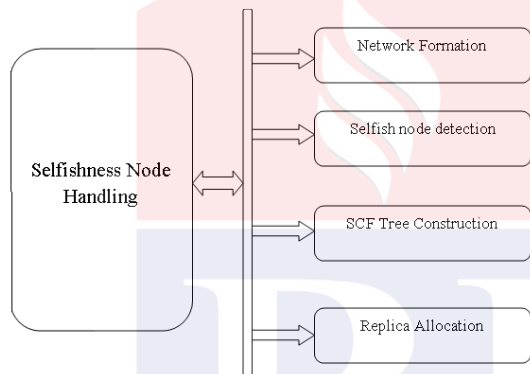 Network Formation
Selfish node detection
Selfishness Node
Handling
SCF Tree Construction
Replica Allocation